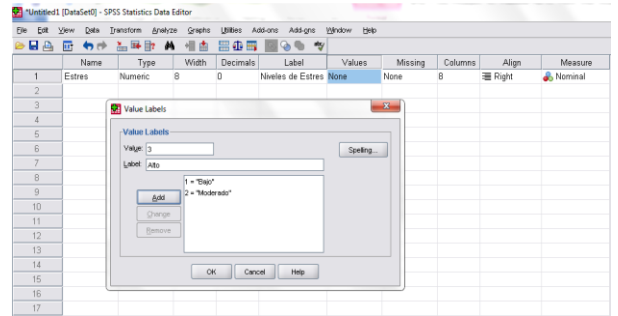 *Untitled1 [DataSet0] - SPSS Statistics Data Editor
File Edit View Data Transform Analyze Graphs Utilities Add-ons Add-ons Window Help
Name Type Width Decimals Label Values Missing Columns Align Measure
1 Estres Numeric 8 0 Niveles de Estres None None 8 Right Nominal
2
3
4
5
6
7
8
9
10
11
12
13
14
15
16
17
Value Labels
Value Labels
Value: 3
Spelling...
Label: Alto
1 = "Bajo"
2 = "Moderado"
Add
Change
Remove
OK Cancel Help